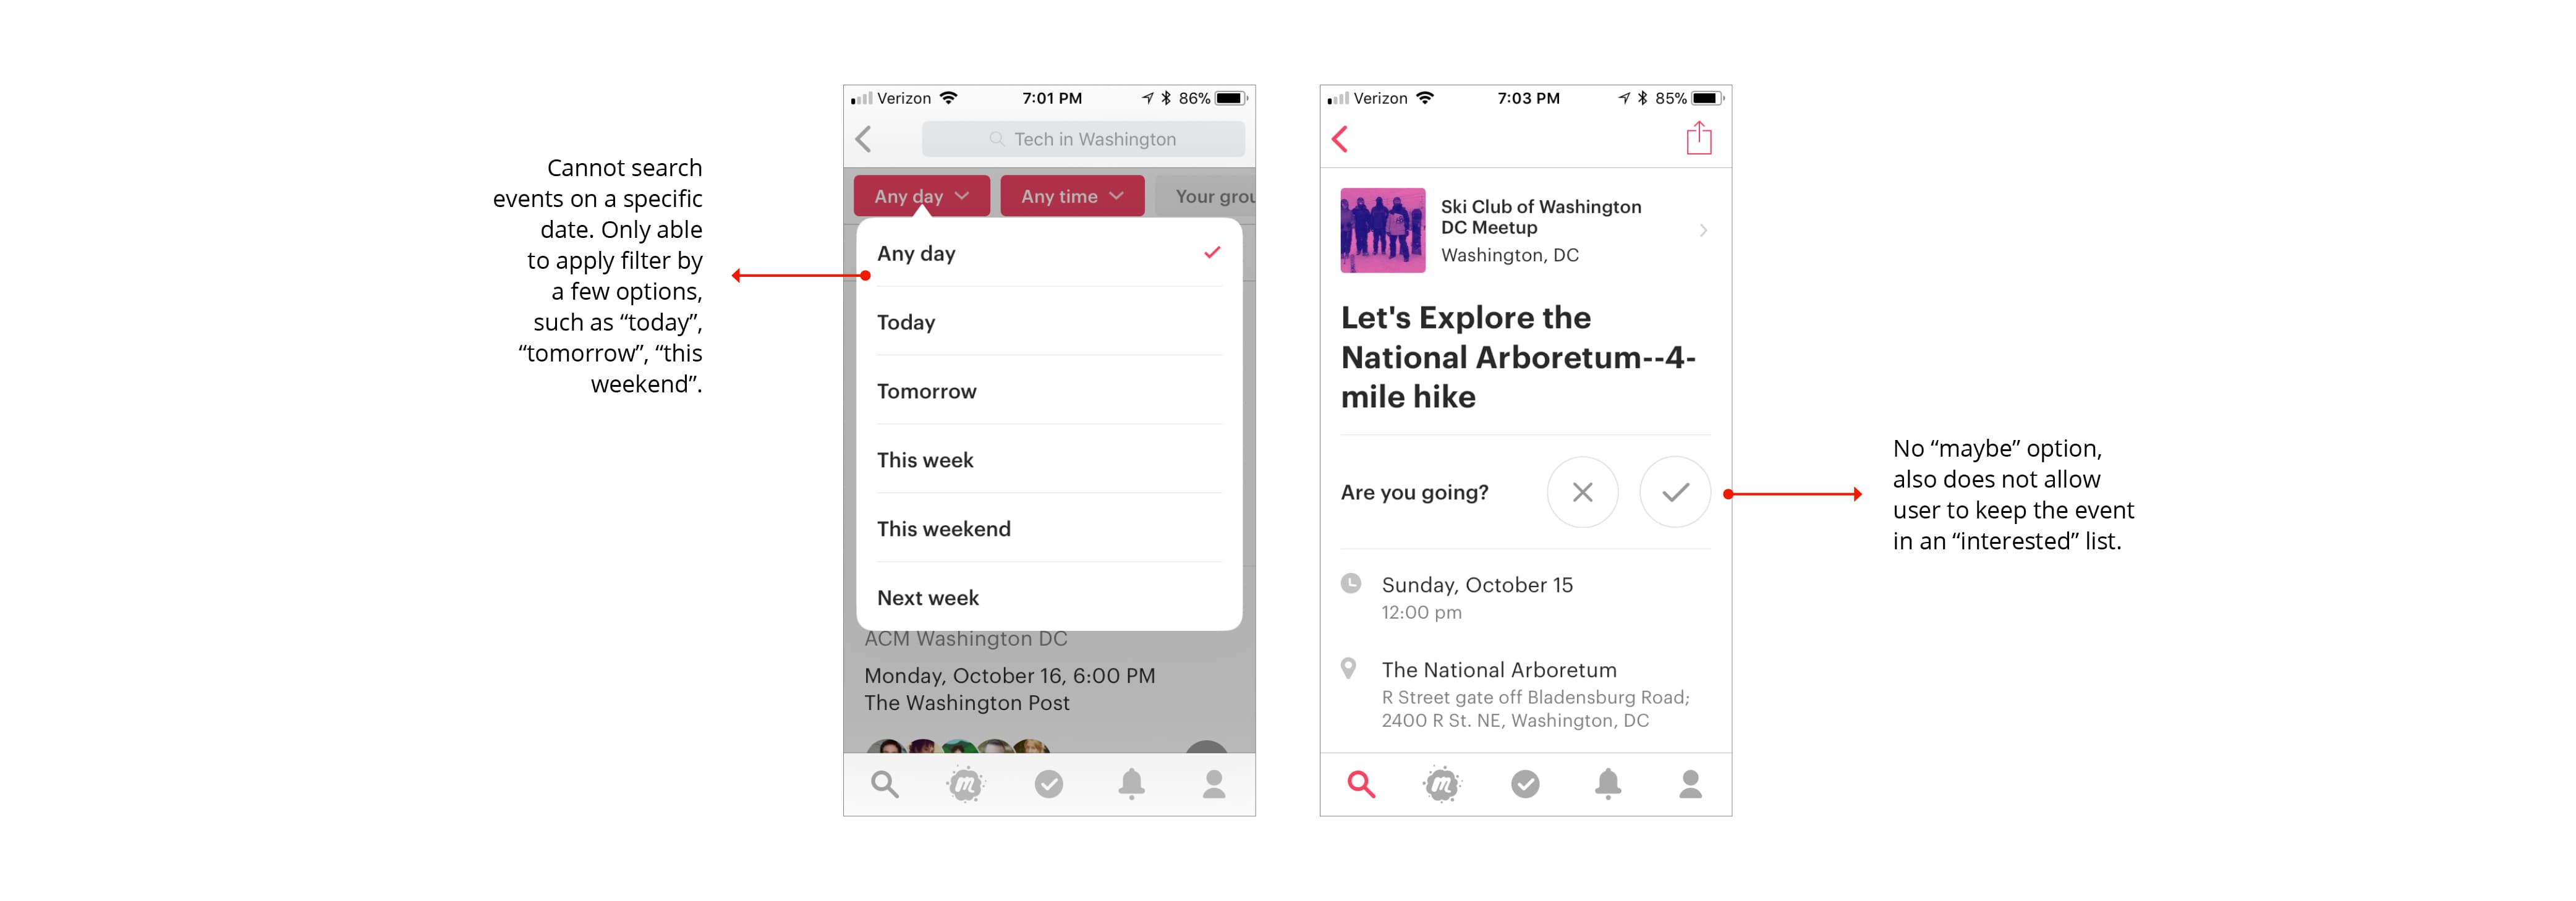 Cannot search
events on a specific
date. Only able
to apply filter by
a few options,
such as “today”,
“tomorrow”, “this
weekend”.
Verizon 7:01 PM 86%
Tech in Washington
Any day Any time Your grou
Any day
Today
Tomorrow
This week
This weekend
Next week
ACM Washington DC
Monday, October 16, 6:00 PM
The Washington Post
m
Verizon 7:03 PM 85%
Ski Club of Washington
DC Meetup
Washington, DC
Let's Explore the
National Arboretum--4-
mile hike
Are you going?
Sunday, October 15
12:00 pm
The National Arboretum
R Street gate off Bladensburg Road;
2400 R St. NE, Washington, DC
m
No “maybe” option,
also does not allow
user to keep the event
in an “interested” list.